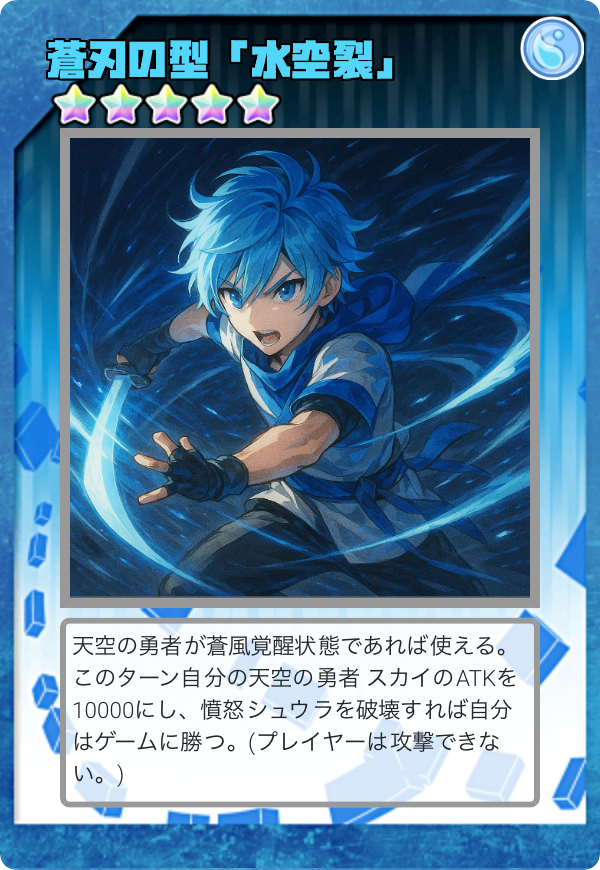 蒼刃の型「水空裂」
天空の勇者が蒼風覚醒状態であれば使える。
このターン自分の天空の勇者 スカイのATKを
10000にし、憤怒シュウラを破壊すれば自分
はゲームに勝つ。(プレイヤーは攻撃できな
い。)